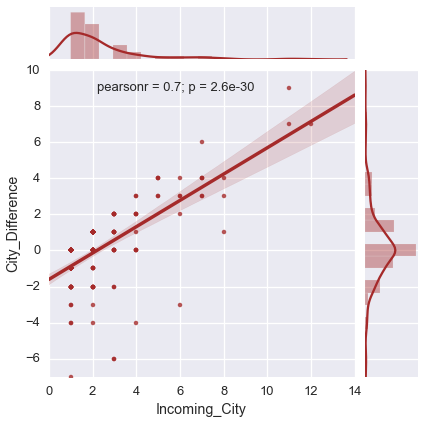 pearsonr = 0.7; p = 2.6e-30
10
8
6
4
2
0
−2
−4
−6
City_Difference
0 2 4 6 8 10 12 14
Incoming_City